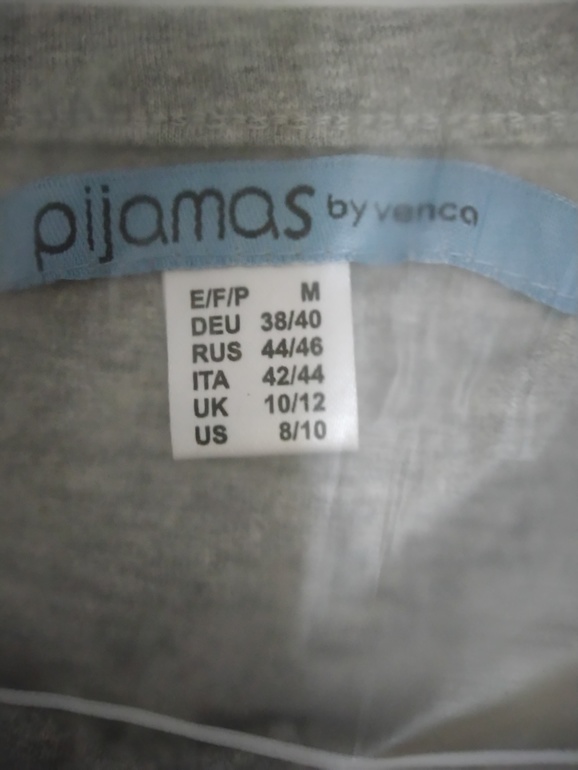 pijamas by venca
E/F/P M
DEU 38/40
RUS 44/46
ITA 42/44
UK 10/12
US 8/10